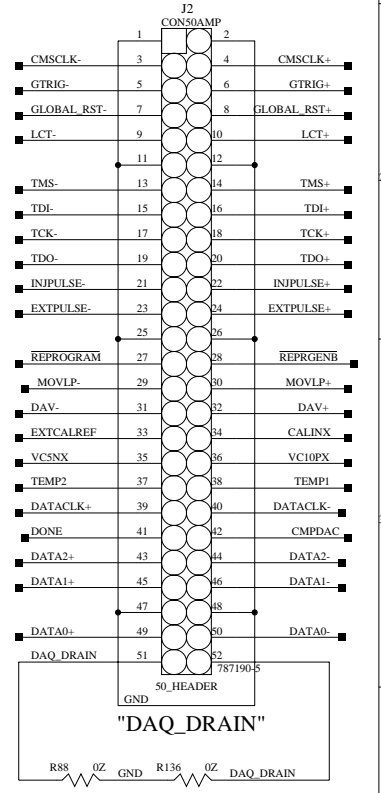 J2
CON50AMP
1 2
CMSCLK- 3 4 CMSCLK+
GTRIG- 5 6 GTRIG+
GLOBAL_RST- 7 8 GLOBAL_RST+
LCT- 9 10 LCT+
11 12
TMS- 13 14 TMS+
TDI- 15 16 TDI+
TCK- 17 18 TCK+
TDO- 19 20 TDO+
INJPULSE- 21 22 INJPULSE+
EXTPULSE- 23 24 EXTPULSE+
25 26
REPROGRAM 27 28 REPRGENB
MOVLP- 29 30 MOVLP+
DAV- 31 32 DAV+
EXTCALREF 33 34 CALINX
VC5NX 35 36 VC10PX
TEMP2 37 38 TEMP1
DATACLK+ 39 40 DATACLK-
DONE 41 42 CMPDAC
DATA2+ 43 44 DATA2-
DATA1+ 45 46 DATA1-
47 48
DATA0+ 49 50 DATA0-
DAQ_DRAIN 51 52
787190-5
50_HEADER
GND
"DAQ_DRAIN"
R88 0Z GND R136 0Z DAQ_DRAIN